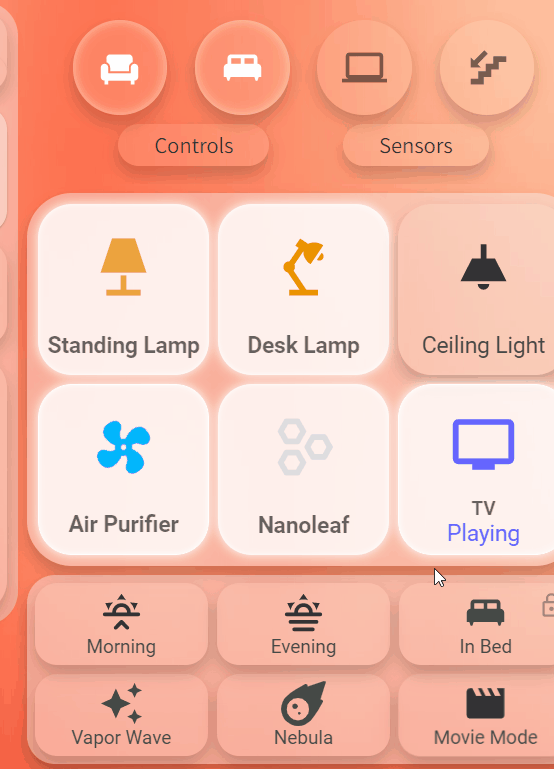 Controls
Sensors
Standing Lamp
Desk Lamp
Ceiling Light
Air Purifier
Nanoleaf
TV
Playing
Morning
Evening
In Bed
Vapor Wave
Nebula
Movie Mode